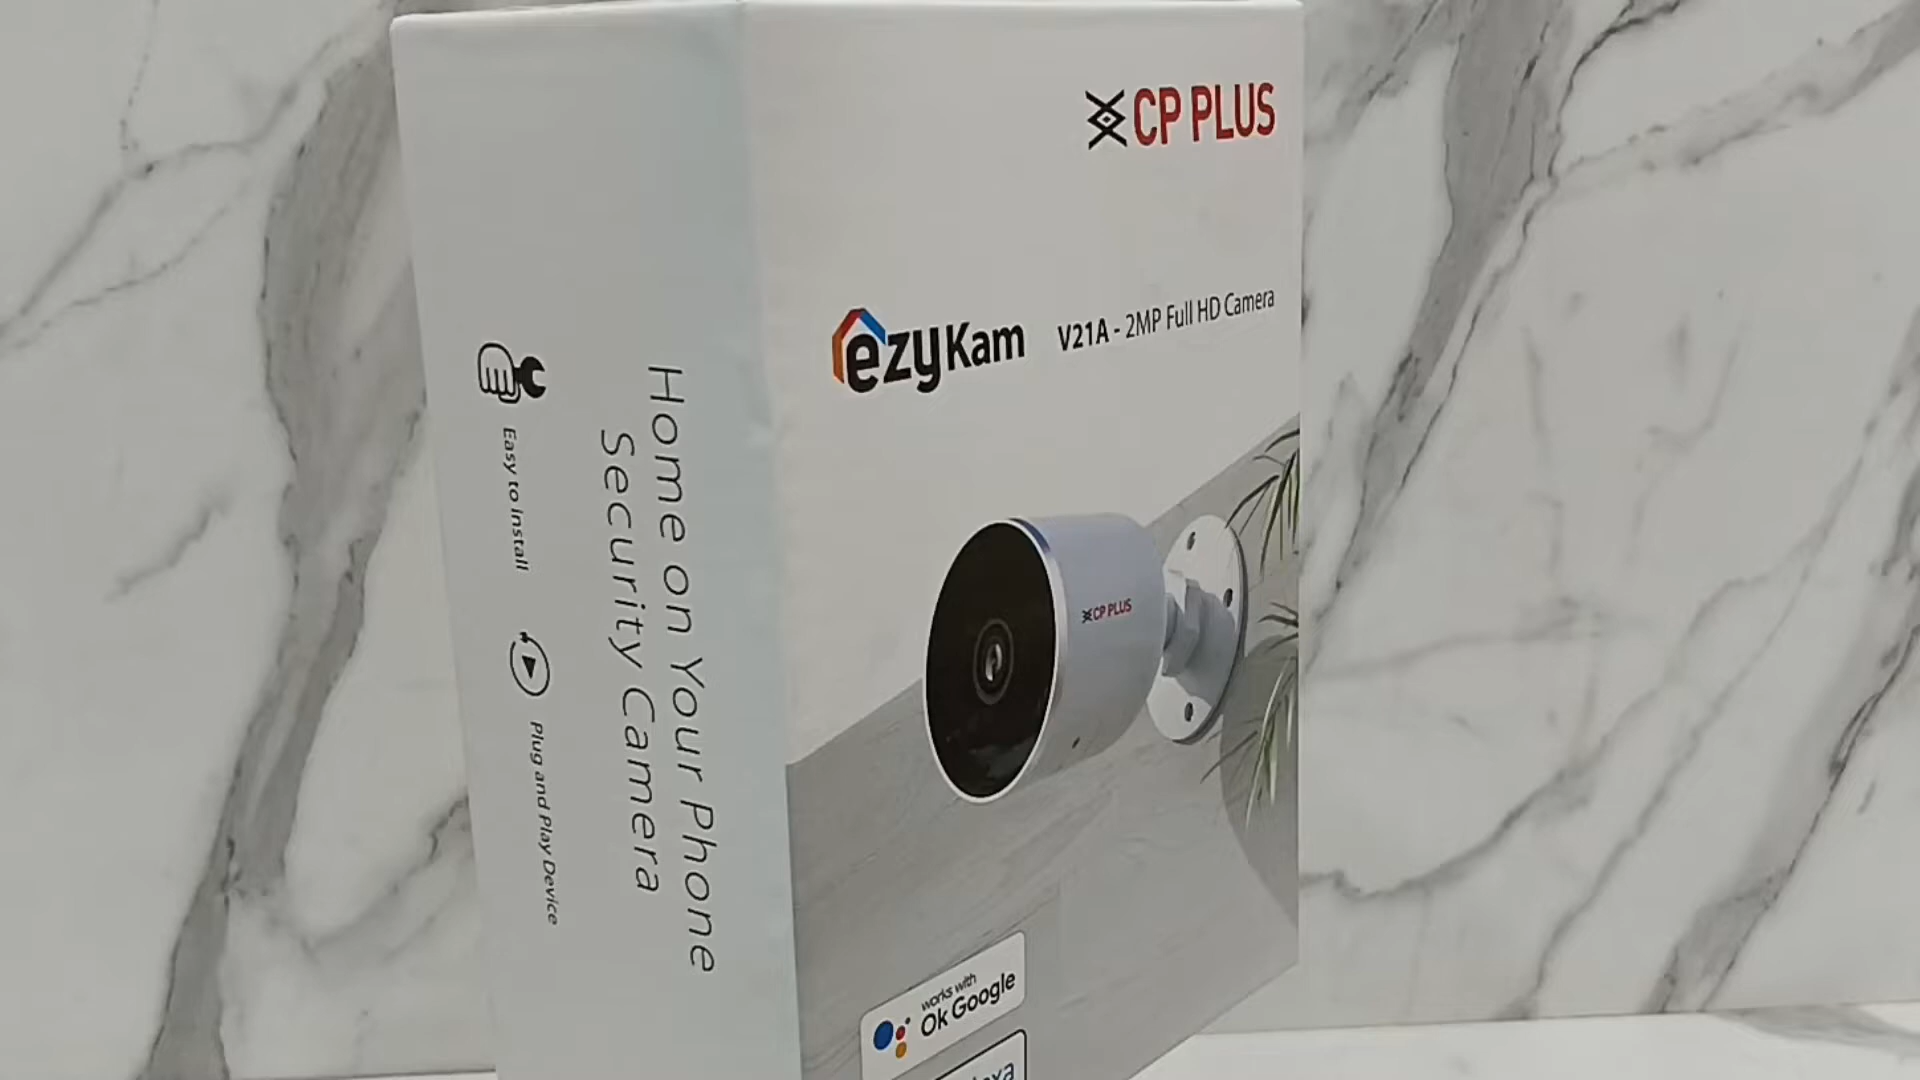 CP PLUS
ezyKam V21A - 2MP Full HD Camera
CP PLUS
works with
Ok Google
Home on Your Phone
Security Camera
Easy to Install
Plug and Play Device